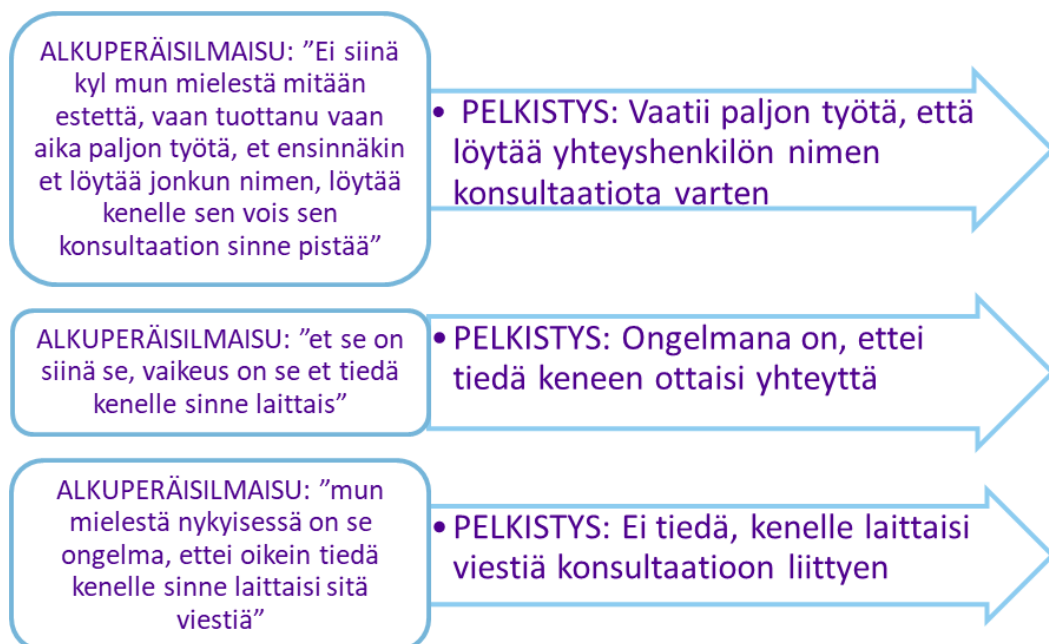 ALKUPERÄISILMAISU: ”Ei siinä
kyl mun mielestä mitään
estettä, vaan tuottanu vaan
aika paljon työtä, et ensinnäkin
et löytää jonkun nimen, löytää
kenelle sen vois sen
konsultaation sinne pistää”
• PELKISTYS: Vaatii paljon työtä, että
löytää yhteyshenkilön nimen
konsultaatiota varten
ALKUPERÄISILMAISU: ”et se on
siinä se, vaikeus on se et tiedä
kenelle sinne laittais”
• PELKISTYS: Ongelmana on, ettei
tiedä keneen ottaisi yhteyttä
ALKUPERÄISILMAISU: ”mun
mielestä nykyisessä on se
ongelma, ettei oikein tiedä
kenelle sinne laittaisi sitä
viestiä”
• PELKISTYS: Ei tiedä, kenelle laittaisi
viestiä konsultaatioon liittyen